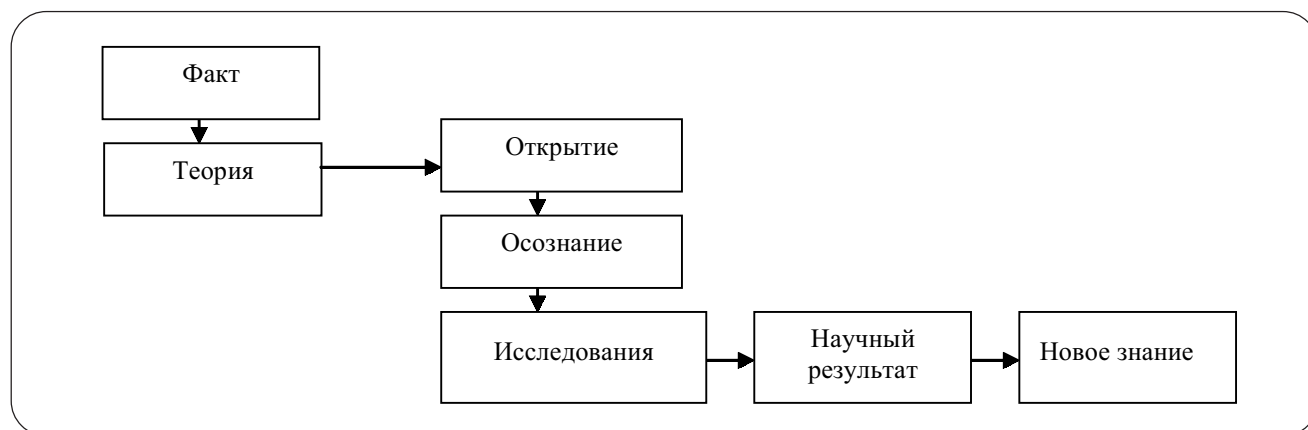 Факт
Теория
Открытие
Осознание
Исследования
Научный
результат
Новое знание